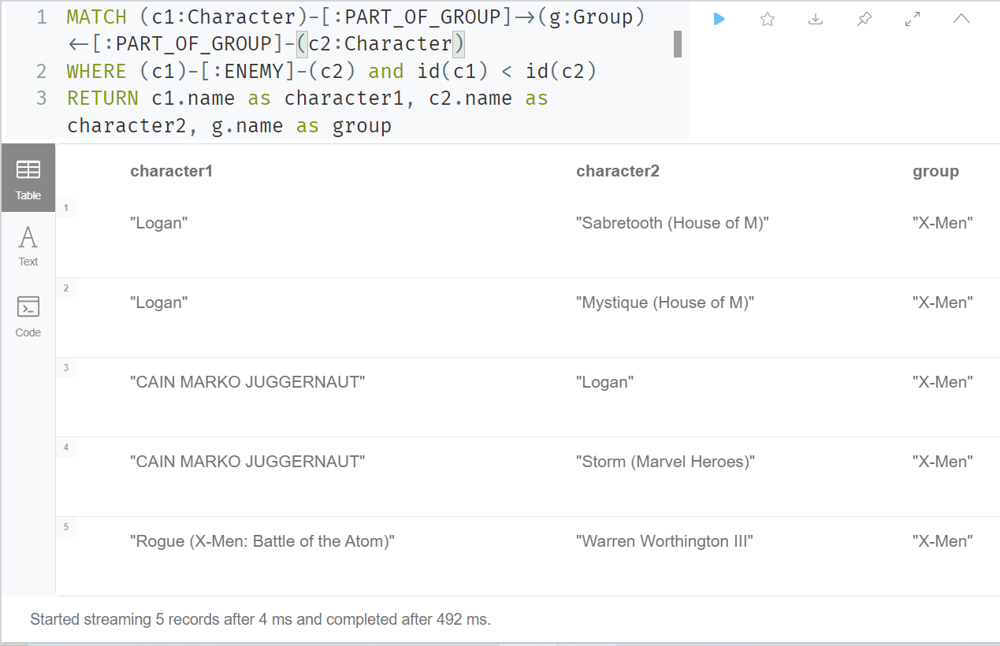 1 MATCH (c1:Character)-[:PART_OF_GROUP]->(g:Group)
<-[:PART_OF_GROUP]-(c2:Character)
2 WHERE (c1)-[:ENEMY]-(c2) and id(c1) < id(c2)
3 RETURN c1.name as character1, c2.name as
character2, g.name as group
Table
Text
Code
character1 character2 group
1 "Logan" "Sabretooth (House of M)" "X-Men"
2 "Logan" "Mystique (House of M)" "X-Men"
3 "CAIN MARKO JUGGERNAUT" "Logan" "X-Men"
4 "CAIN MARKO JUGGERNAUT" "Storm (Marvel Heroes)" "X-Men"
5 "Rogue (X-Men: Battle of the Atom)" "Warren Worthington III" "X-Men"
Started streaming 5 records after 4 ms and completed after 492 ms.